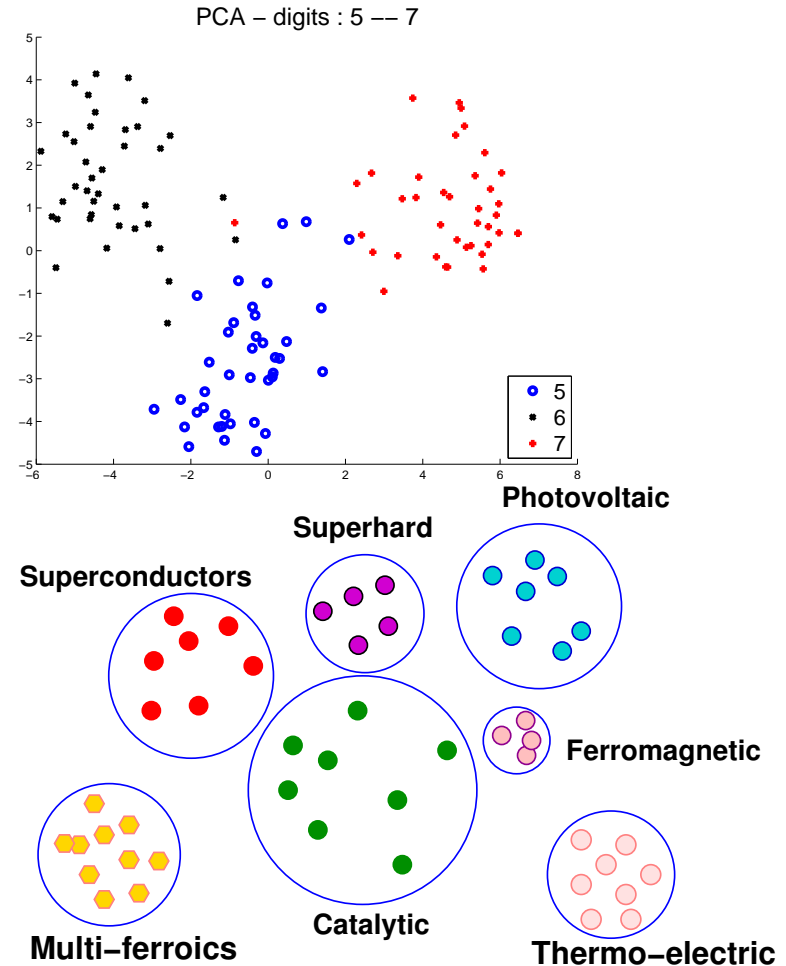 PCA − digits : 5 −− 7
5
4
3
2
1
0
−1
−2
−3
−4
−5
−6
−4
−2
0
2
4
6
8
5
6
7
Photovoltaic
Superhard
Superconductors
Ferromagnetic
Catalytic
Multi−ferroics
Thermo−electric